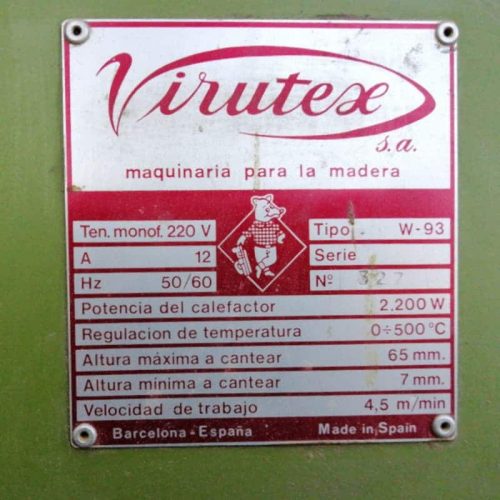 Virutex
s.a.
maquinaria para la madera
Ten. monof. 220 V
Tipo W-93
A 12
Serie
Hz 50/60
Nº 327
Potencia del calefactor 2,200 W
Regulacion de temperatura 0÷500 °C
Altura máxima a cantear 65 mm.
Altura mínima a cantear 7 mm.
Velocidad de trabajo 4,5 m/min
Barcelona - España Made in Spain